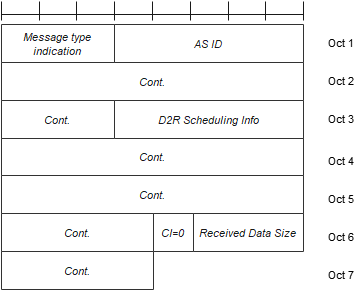 Message type
indication
AS ID
Oct 1
Cont.
Oct 2
Cont.
D2R Scheduling Info
Oct 3
Cont.
Oct 4
Cont.
Oct 5
Cont.
CI=0
Received Data Size
Oct 6
Cont.
Oct 7